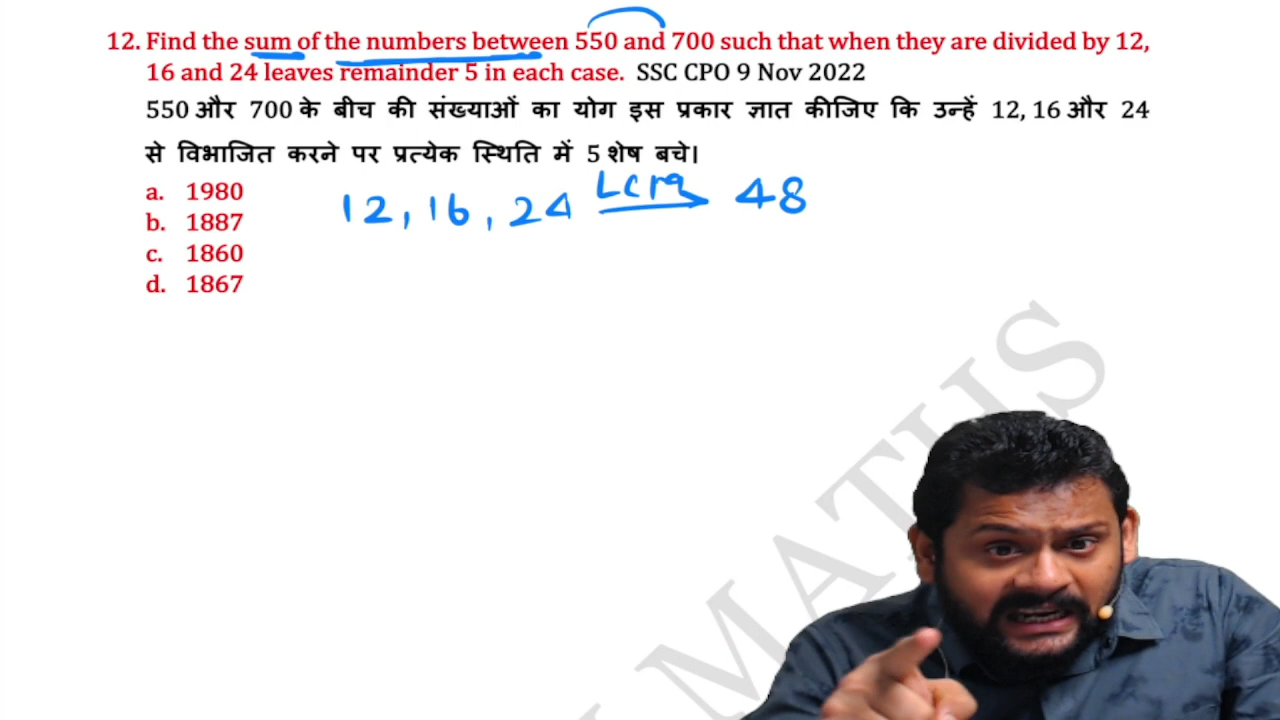 12. Find the sum of the numbers between 550 and 700 such that when they are divided by 12,
16 and 24 leaves remainder 5 in each case. SSC CPO 9 Nov 2022
550 और 700 के बीच की संख्याओं का योग इस प्रकार ज्ञात कीजिए कि उन्हें 12, 16 और 24
से विभाजित करने पर प्रत्येक स्थिति में 5 शेष बचे।
a. 1980
b. 1887
c. 1860
d. 1867
12, 16, 24 LCM 48
MATHS